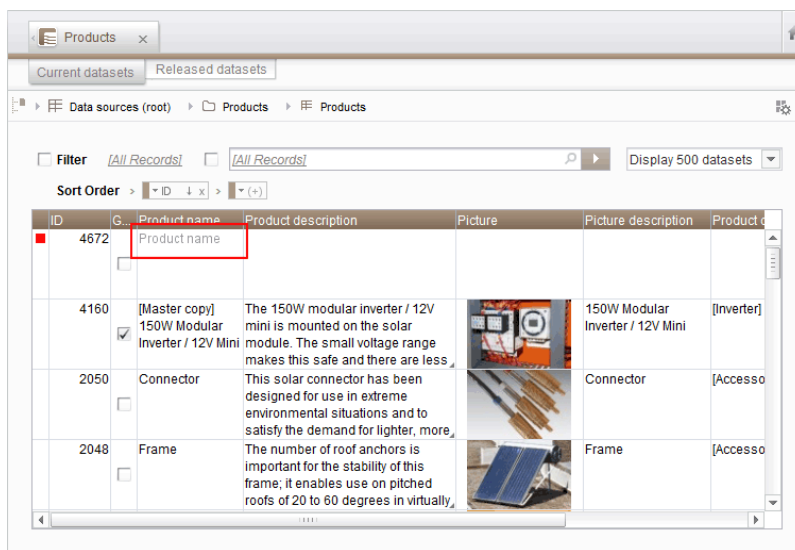 Products x
Current datasets Released datasets
Data sources (root) Products Products
Filter [All Records] [All Records] Display 500 datasets
Sort Order > ID ↓ x > (+)
ID G... Product name Product description Picture Picture description Product
4672 Product name
4160 [Master copy] The 150W modular inverter / 12V 150W Modular [Inverter]
150W Modular mini is mounted on the solar Inverter / 12V Mini
Inverter / 12V Mini module. The small voltage range
makes this safe and there are less
2050 Connector This solar connector has been Connector [Accesso
designed for use in extreme
environmental situations and to
satisfy the demand for lighter, more
2048 Frame The number of roof anchors is Frame [Accesso
important for the stability of this
frame; it enables use on pitched
roofs of 20 to 60 degrees in virtually